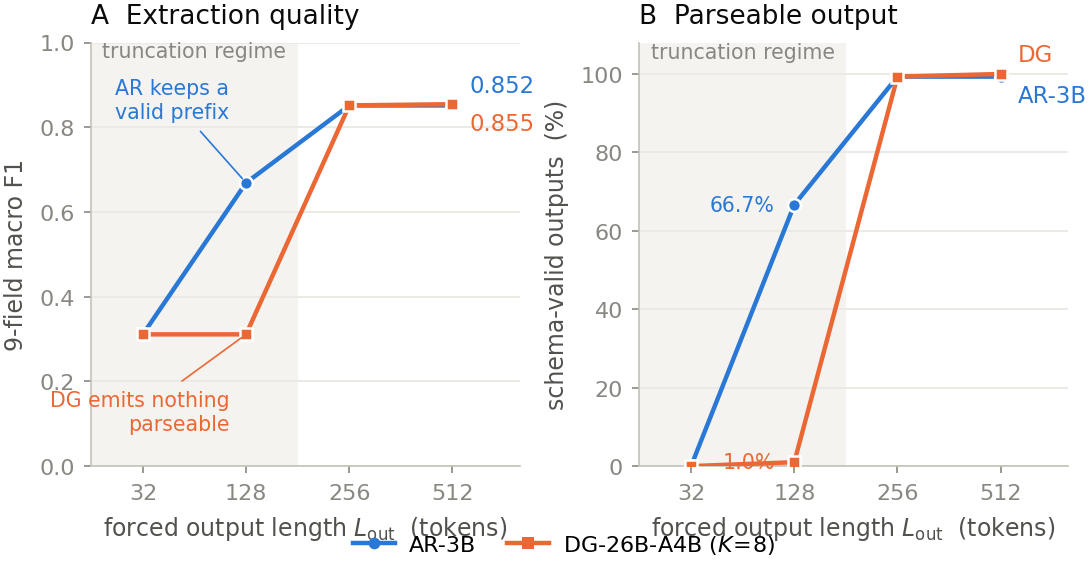 A Extraction quality
1.0
0.8
0.6
0.4
0.2
0.0
9-field macro F1
truncation regime
AR keeps a
valid prefix
0.852
0.855
DG emits nothing
parseable
32 128 256 512
forced output length L_out (tokens)
B Parseable output
100
80
60
40
20
0
schema-valid outputs (%)
truncation regime
DG
AR-3B
66.7%
1.0%
32 128 256 512
forced output length L_out (tokens)
AR-3B DG-26B-A4B (K=8)